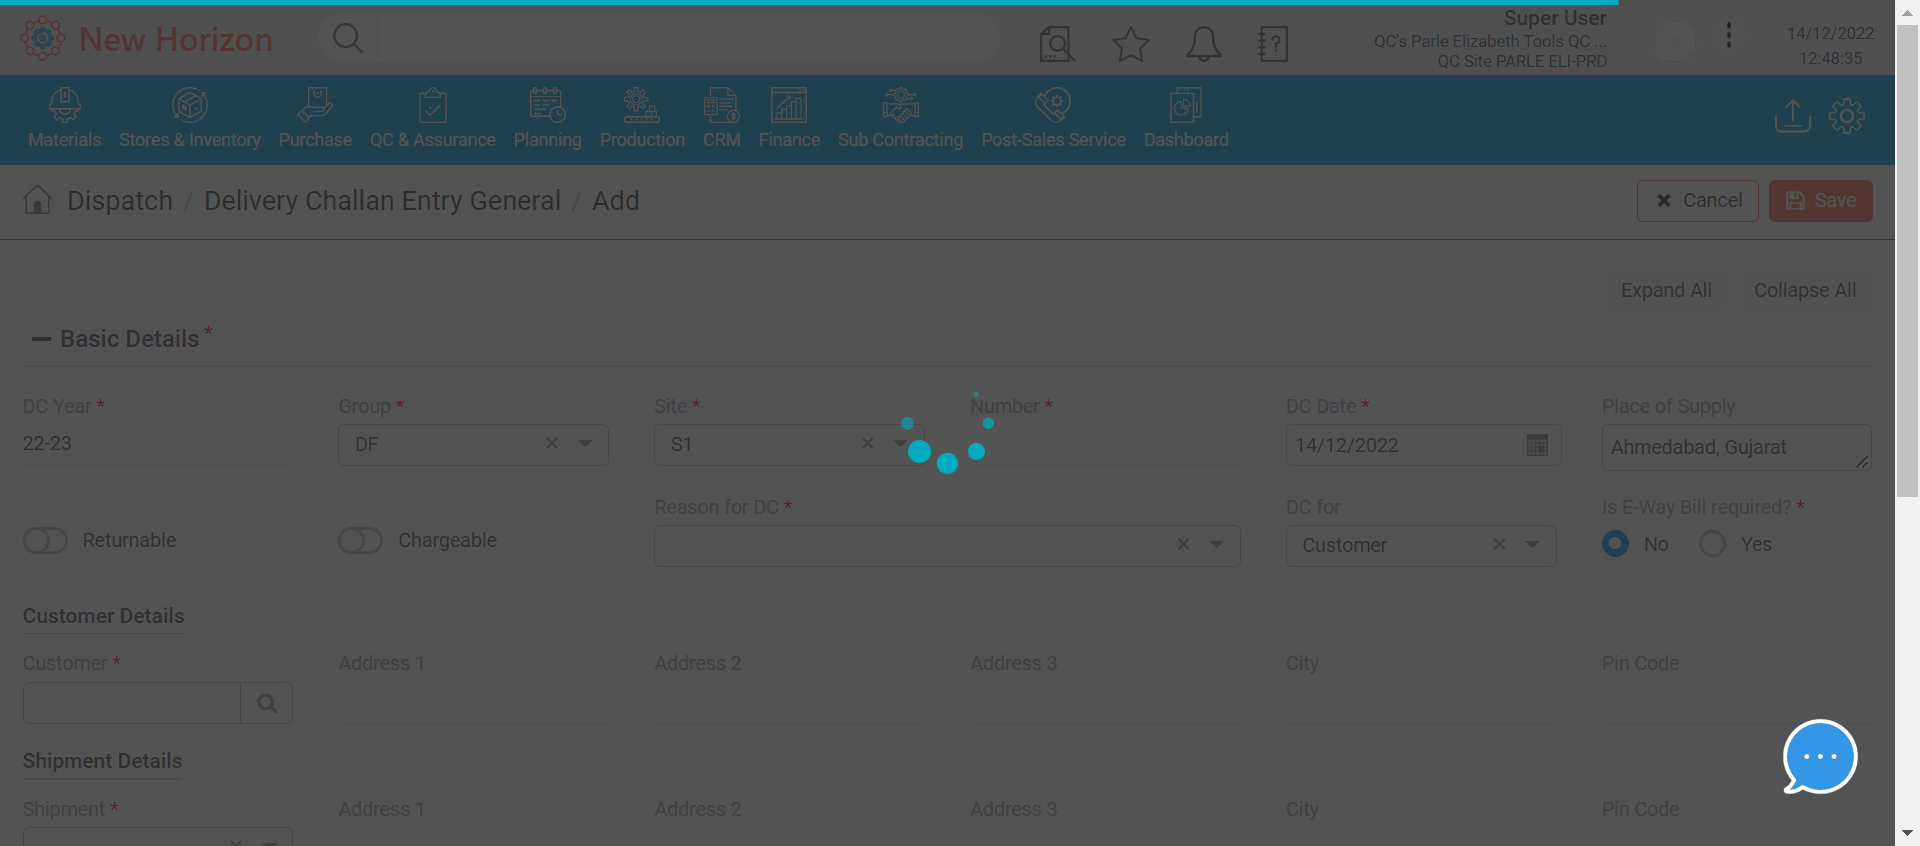 New Horizon
Super User
QC's Parle Elizabeth Tools QC ...
QC Site PARLE ELI-PRD
14/12/2022
12:48:35
Materials Stores & Inventory Purchase QC & Assurance Planning Production CRM Finance Sub Contracting Post-Sales Service Dashboard
Dispatch / Delivery Challan Entry General / Add
Cancel Save
Expand All Collapse All
Basic Details *
DC Year * Group * Site * Number * DC Date * Place of Supply
22-23 DF S1 14/12/2022 Ahmedabad, Gujarat
Reason for DC * DC for Is E-Way Bill required? *
Returnable Chargeable Customer No Yes
Customer Details
Customer * Address 1 Address 2 Address 3 City Pin Code
Shipment Details
Shipment * Address 1 Address 2 Address 3 City Pin Code